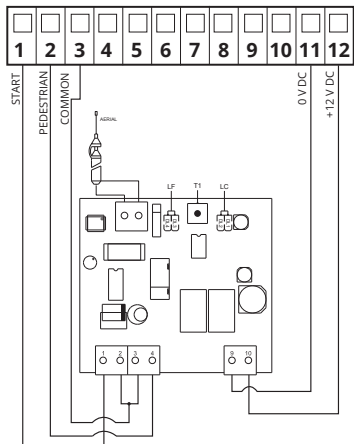 1 2 3 4 5 6 7 8 9 10 11 12
START
PEDESTRIAN
COMMON
0 V DC
+12 V DC
AERIAL
LF
T1
LC
1 2 3 4
9 10